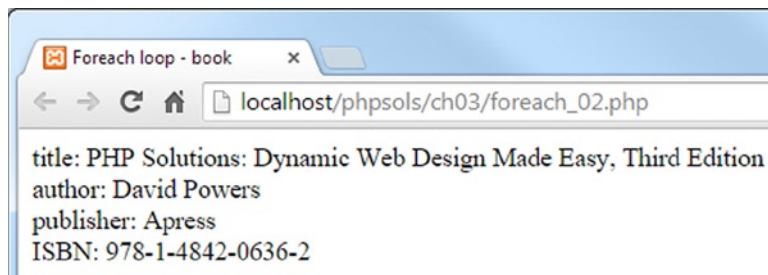 Foreach loop - book
localhost/phpsols/ch03/foreach_02.php
title: PHP Solutions: Dynamic Web Design Made Easy, Third Edition
author: David Powers
publisher: Apress
ISBN: 978-1-4842-0636-2